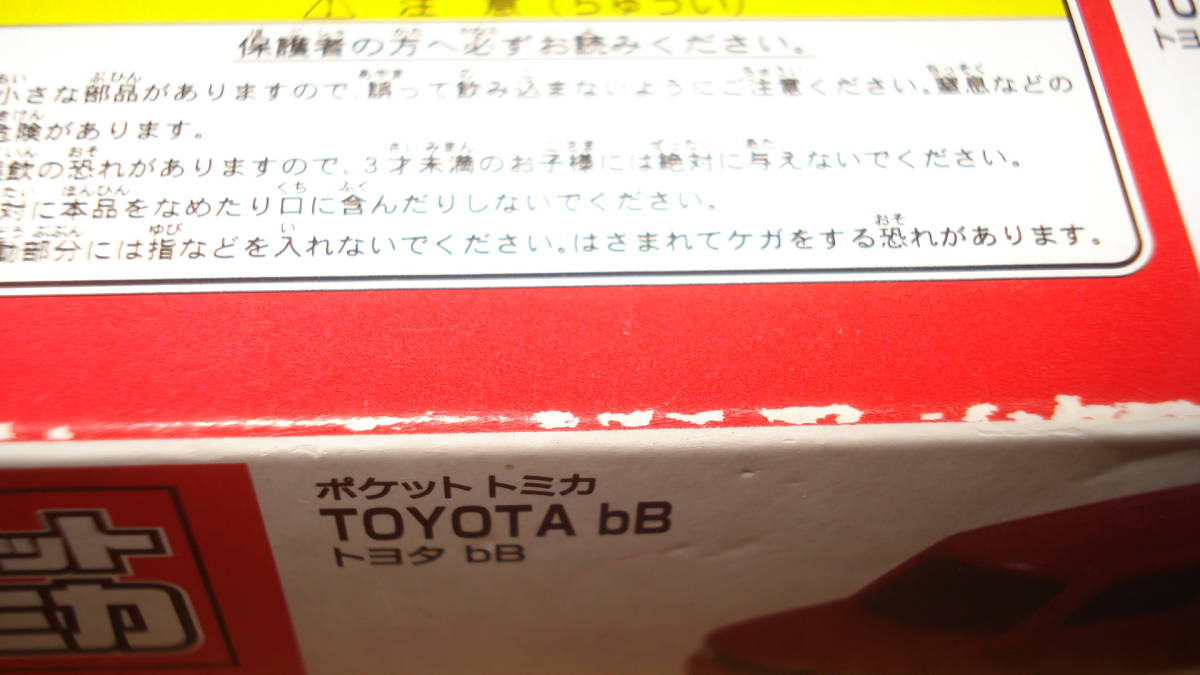 注意(ちゅうい)
保護者の方へ必ずお読みください。
小さな部品がありますので、誤って飲み込まないようにご注意ください。窒息などの
危険があります。
飲の恐れがありますので、3才未満のお子様には絶対に与えないでください。
対に本品をなめたり口に含んだりしないでください。
動部分には指などを入れないでください。はさまれてケガをする恐れがあります。
ポケットトミカ
TOYOTA bB
トヨタ bB
ット
ミカ
TO
トヨ